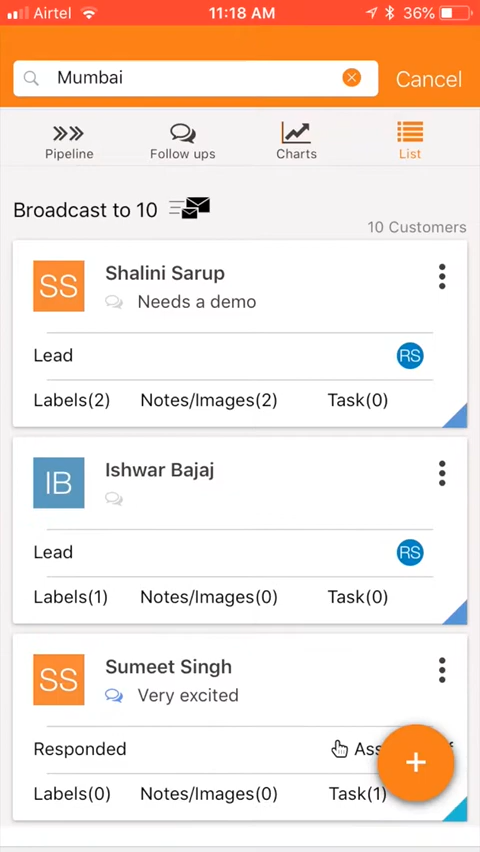 Airtel 11:18 AM 36%
Mumbai Cancel
Pipeline Follow ups Charts List
Broadcast to 10
10 Customers
SS Shalini Sarup
Needs a demo
Lead RS
Labels(2) Notes/Images(2) Task(0)
IB Ishwar Bajaj
Lead RS
Labels(1) Notes/Images(0) Task(0)
SS Sumeet Singh
Very excited
Responded
Labels(0) Notes/Images(0) Task(1)